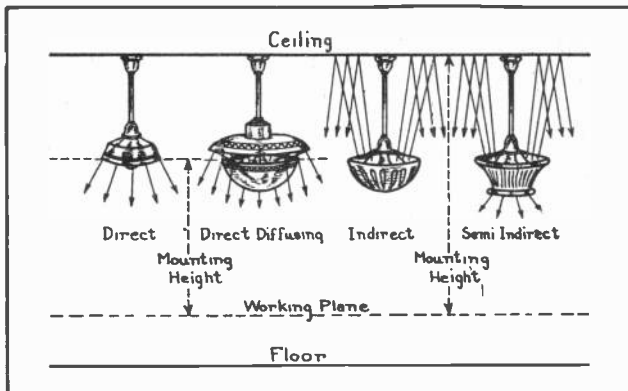 Ceiling
Direct
Direct Diffusing
Indirect
Semi Indirect
Mounting
Height
Mounting
Height
Working Plane
Floor